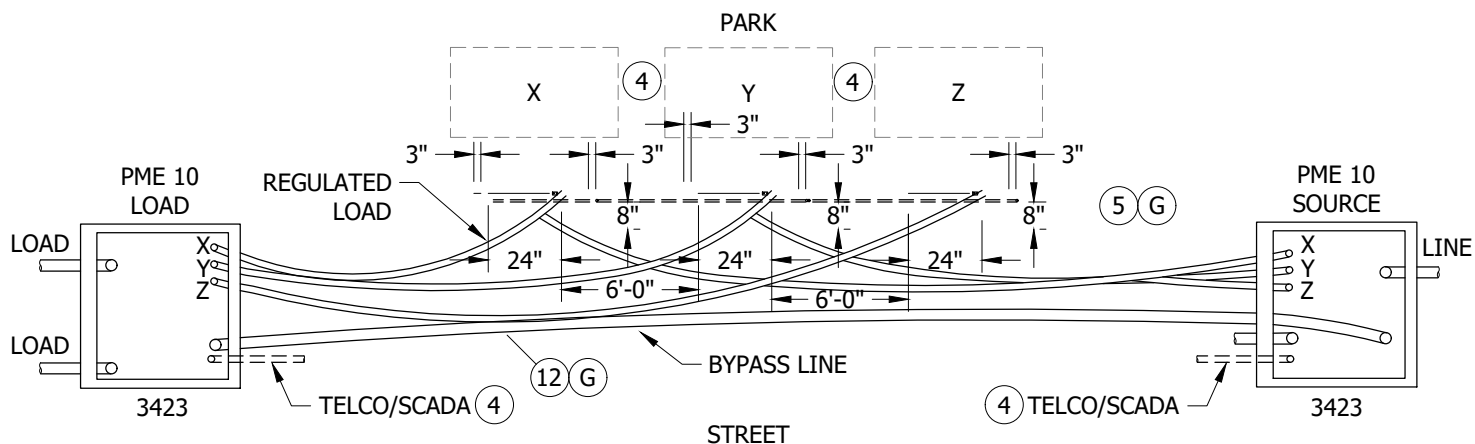 PARK
X
4
Y
4
Z
3"
3"
3"
3"
3"
REGULATED
LOAD
PME 10
LOAD
PME 10
SOURCE
5 G
8"
8"
8"
LOAD
X
Y
Z
24"
24"
24"
X
Y
Z
LINE
6'-0"
6'-0"
LOAD
BYPASS LINE
12 G
TELCO/SCADA 4
4 TELCO/SCADA
3423
3423
STREET